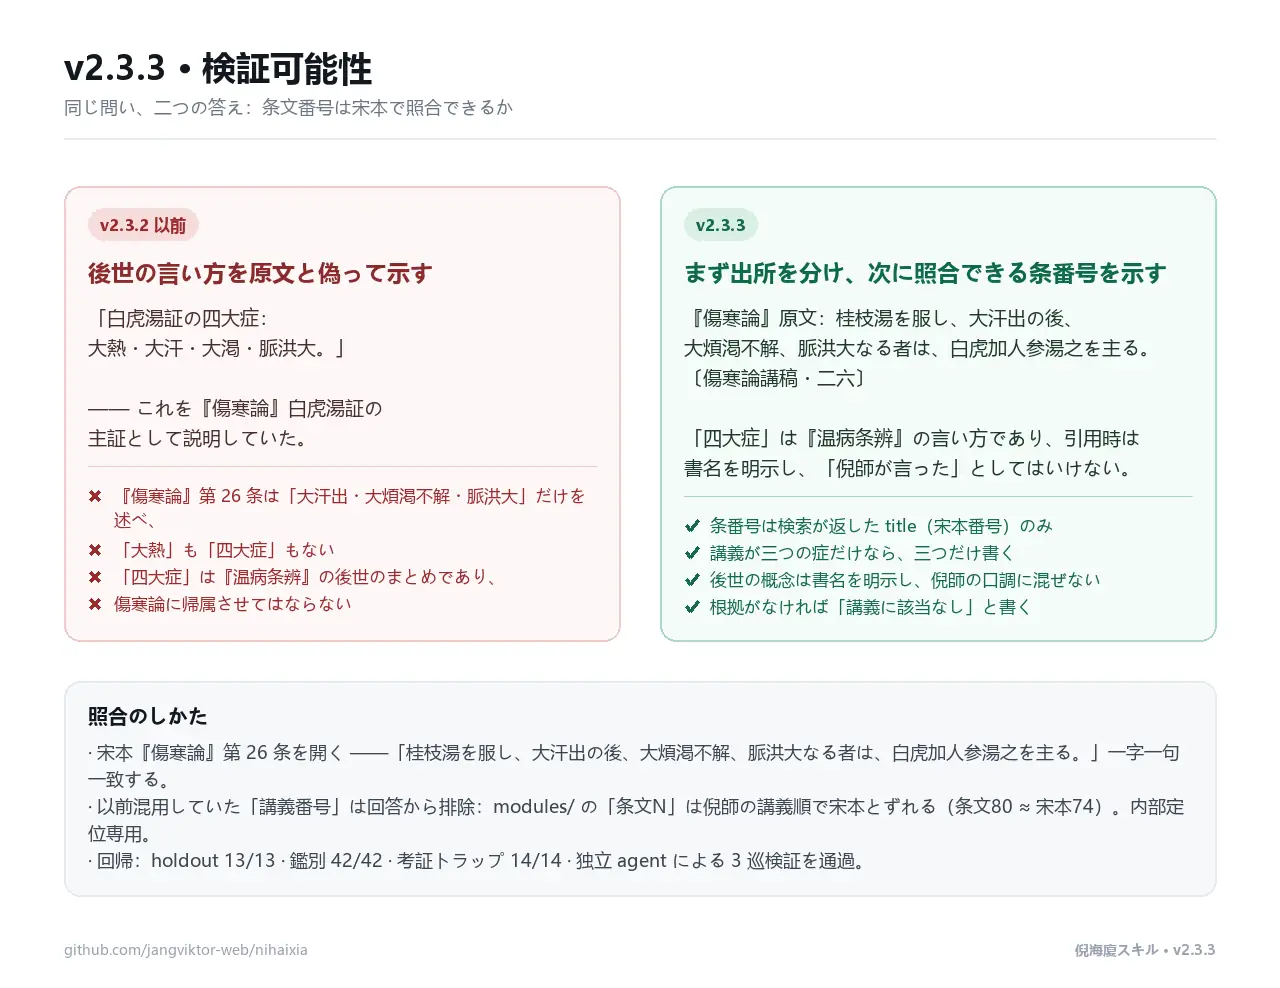 v2.3.3・検証可能性
同じ問い、二つの答え：条文番号は宋本で照合できるか
v2.3.2 以前
後世の言い方を原文と偽って示す
「白虎湯証の四大症：
大熱・大汗・大渇・脈洪大。」
—— これを『傷寒論』白虎湯証の
主証として説明していた。
✖ 『傷寒論』第 26 条は「大汗出・大煩渇不解・脈洪大」だけを
述べ、
✖ 「大熱」も「四大症」もない
✖ 「四大症」は『温病条辨』の後世のまとめであり、
✖ 傷寒論に帰属させてはならない
v2.3.3
まず出所を分け、次に照合できる条番号を示す
『傷寒論』原文：桂枝湯を服し、大汗出の後、
大煩渇不解、脈洪大なる者は、白虎加人参湯之を主る。
〔傷寒論講稿・二六〕
「四大症」は『温病条辨』の言い方であり、引用時は
書名を明示し、「倪師が言った」としてはいけない。
✔ 条番号は検索が返した title（宋本番号）のみ
✔ 講義が三つの症だけなら、三つだけ書く
✔ 後世の概念は書名を明示し、倪師の口調に混ぜない
✔ 根拠がなければ「講義に該当なし」と書く
照合のしかた
· 宋本『傷寒論』第 26 条を開く ——「桂枝湯を服し、大汗出の後、大煩渇不解、脈洪大なる者は、白虎加人参湯之を主る。」一字一句
一致する。
· 以前混用していた「講義番号」は回答から排除：modules/ の「条文N」は倪師の講義順で宋本とずれる（条文80 ≈ 宋本74）。内部定
位専用。
· 回帰：holdout 13/13 · 鑑別 42/42 · 考証トラップ 14/14 · 独立 agent による 3 巡検証を通過。
github.com/jangviktor-web/nihaixia
倪海廈スキル • v2.3.3